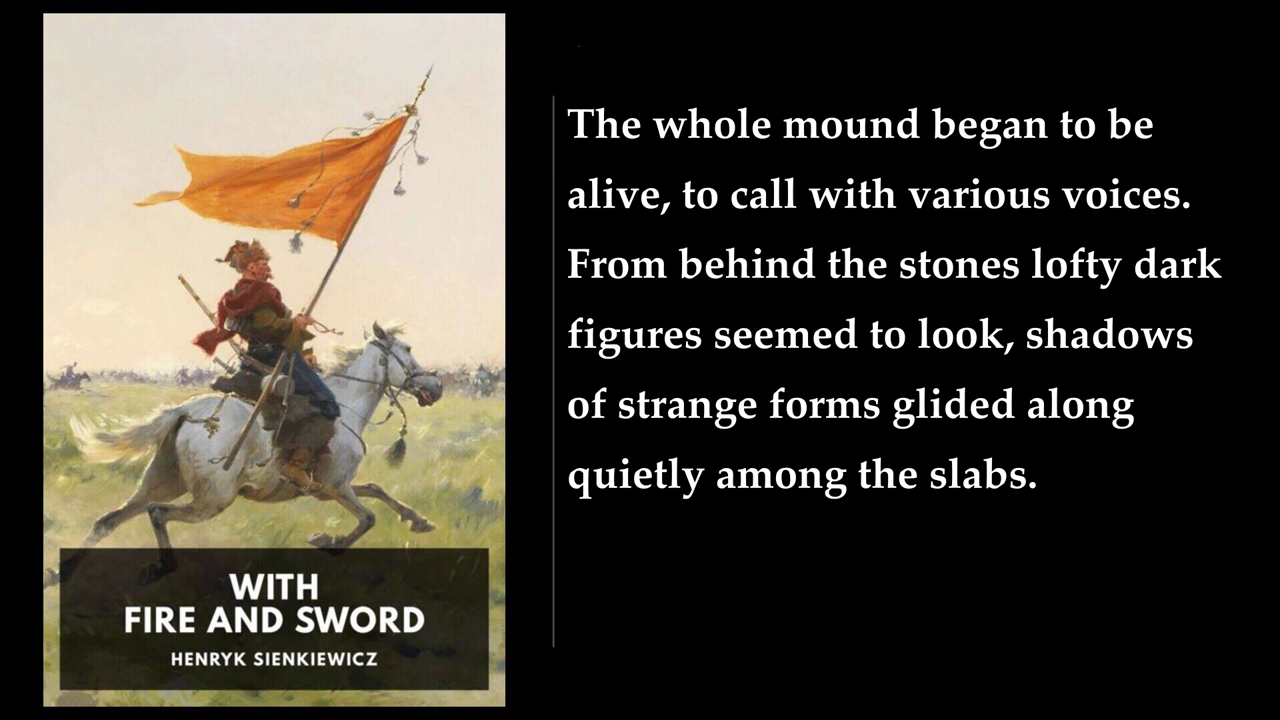 The whole mound began to be
alive, to call with various voices.
From behind the stones lofty dark
figures seemed to look, shadows
of strange forms glided along
quietly among the slabs.
WITH
FIRE AND SWORD
HENRYK SIENKIEWICZ